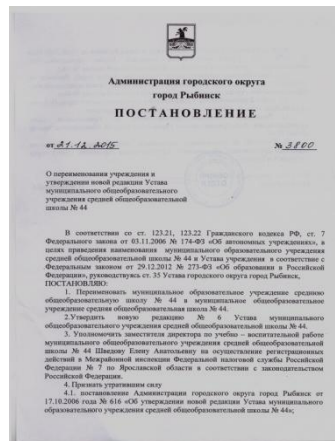 Администрация городского округа
город Рыбинск
ПОСТАНОВЛЕНИЕ
от 21.12.2015 № 3800
О переименовании учреждения и
утверждении новой редакции Устава
муниципального общеобразовательного
учреждения средней общеобразовательной
школы № 44
В соответствии со ст. 123.21, 123.22 Гражданского кодекса РФ, ст. 7
Федерального закона от 03.11.2006 № 174-ФЗ «Об автономных учреждениях», в
целях приведения наименования муниципального образовательного учреждения
средней общеобразовательной школы № 44 и Устава учреждения в соответствие с
Федеральным законом от 29.12.2012 № 273-ФЗ «Об образовании в Российской
Федерации», руководствуясь ст. 35 Устава городского округа город Рыбинск,
ПОСТАНОВЛЯЮ:
1. Переименовать муниципальное образовательное учреждение среднюю
общеобразовательную школу № 44 в муниципальное общеобразовательное
учреждение средняя общеобразовательная школа № 44.
2.Утвердить новую редакцию № 6 Устава муниципального
общеобразовательного учреждения средней общеобразовательной школы № 44.
3. Уполномочить заместителя директора по учебно – воспитательной работе
муниципального общеобразовательного учреждения средней общеобразовательной
школы № 44 Шведову Елену Анатольевну на осуществление регистрационных
действий в Межрайонной инспекции Федеральной налоговой службы Российской
Федерации № 7 по Ярославской области в соответствии с законодательством
Российской Федерации.
4. Признать утратившим силу
4.1. постановление Администрации городского округа город Рыбинск от
17.10.2006 года № 616 «Об утверждении новой редакции Устава муниципального
образовательного учреждения средней общеобразовательной школы № 44»;